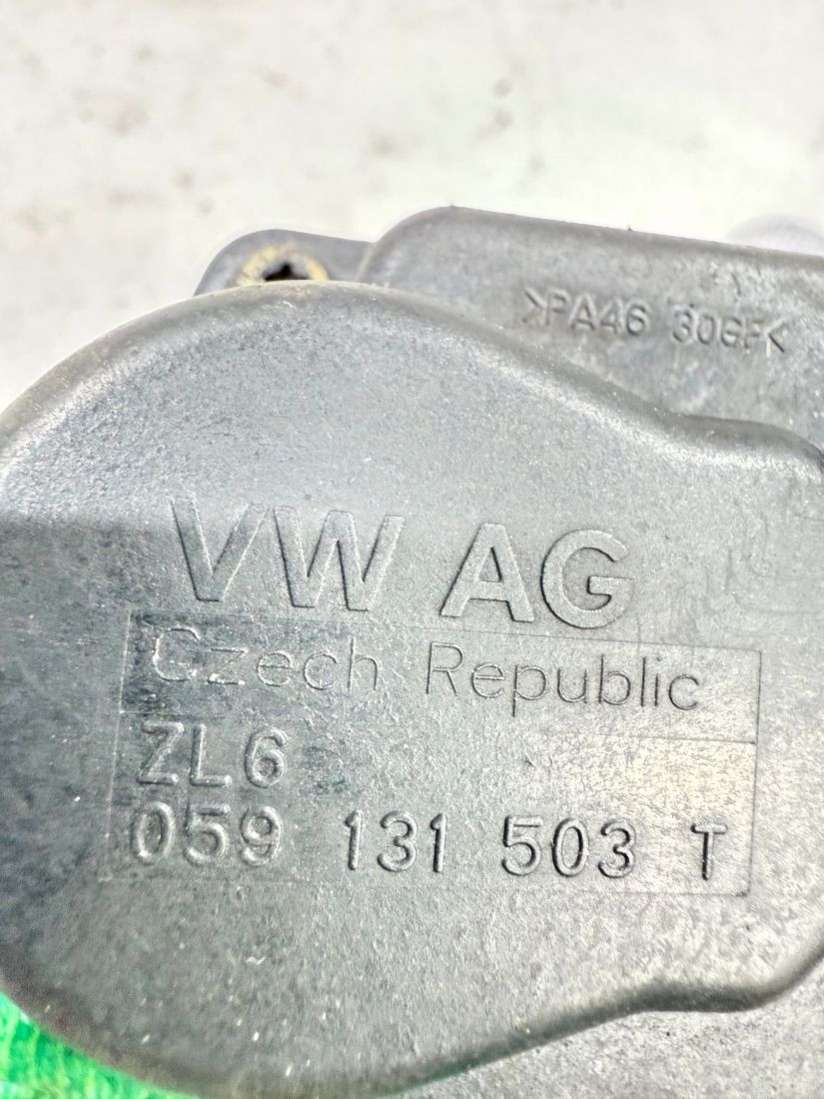 >PA46 30GF<
VW AG
Czech Republic
ZL6
059 131 503 T